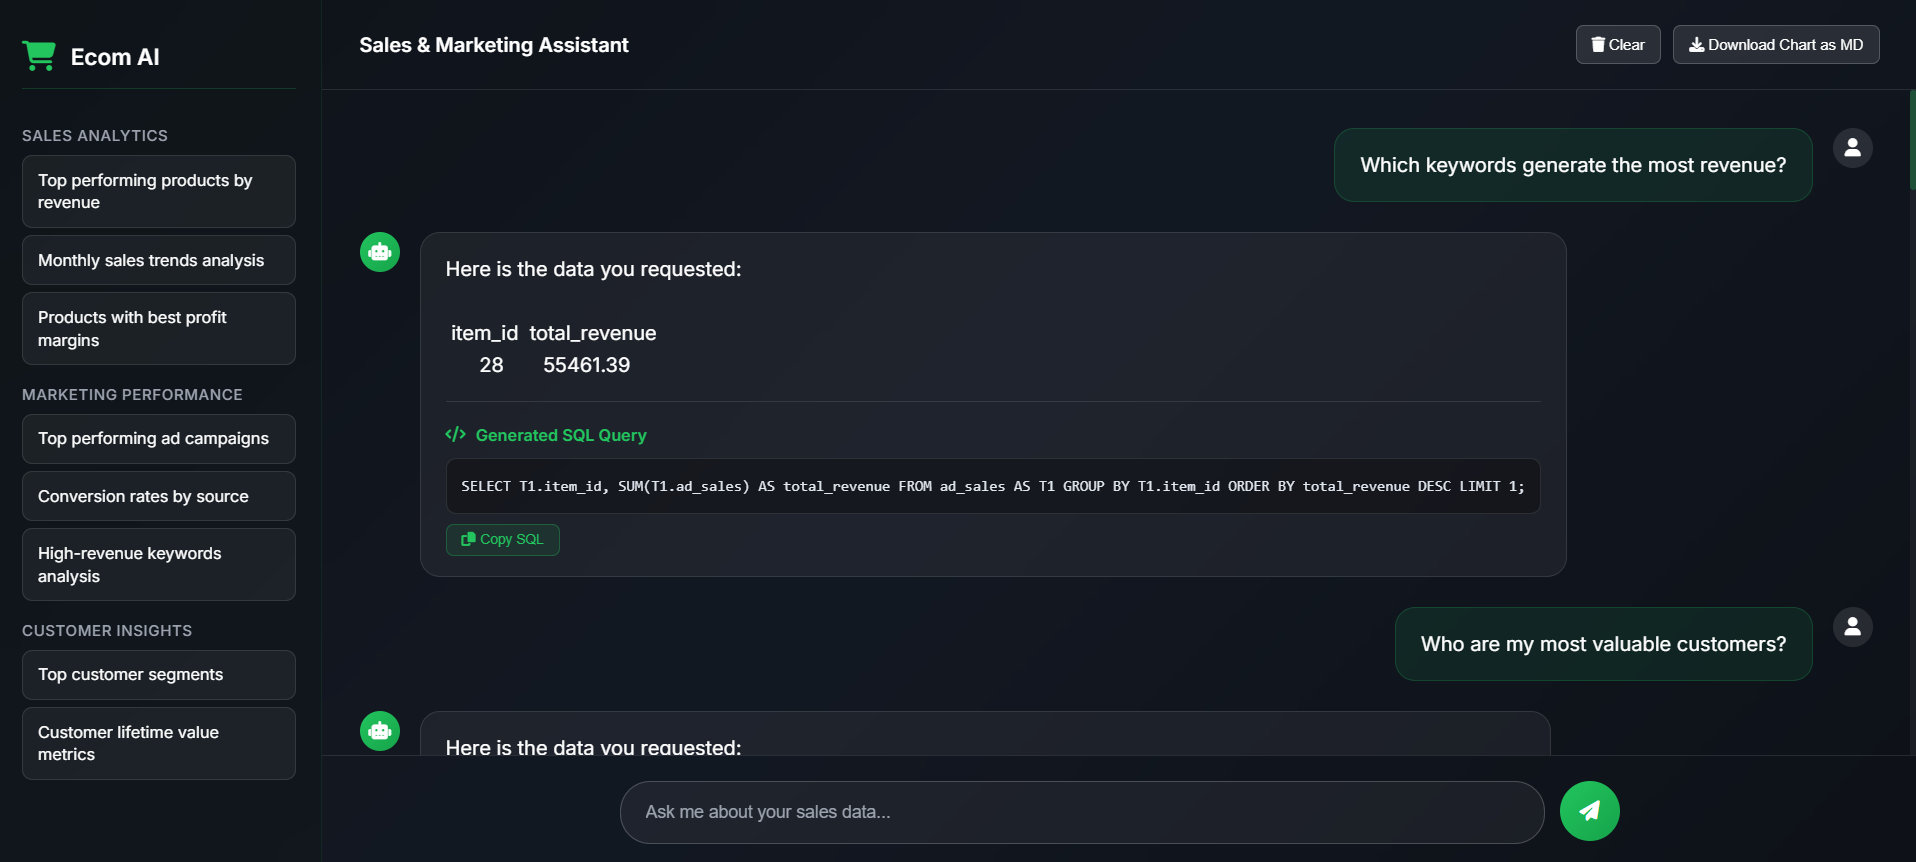 Ecom AI
SALES ANALYTICS
Top performing products by
revenue
Monthly sales trends analysis
Products with best profit
margins
MARKETING PERFORMANCE
Top performing ad campaigns
Conversion rates by source
High-revenue keywords
analysis
CUSTOMER INSIGHTS
Top customer segments
Customer lifetime value
metrics
Sales & Marketing Assistant
Clear
Download Chart as MD
Which keywords generate the most revenue?
Here is the data you requested:
item_id total_revenue
28 55461.39
</> Generated SQL Query
SELECT T1.item_id, SUM(T1.ad_sales) AS total_revenue FROM ad_sales AS T1 GROUP BY T1.item_id ORDER BY total_revenue DESC LIMIT 1;
Copy SQL
Who are my most valuable customers?
Here is the data you requested:
Ask me about your sales data...